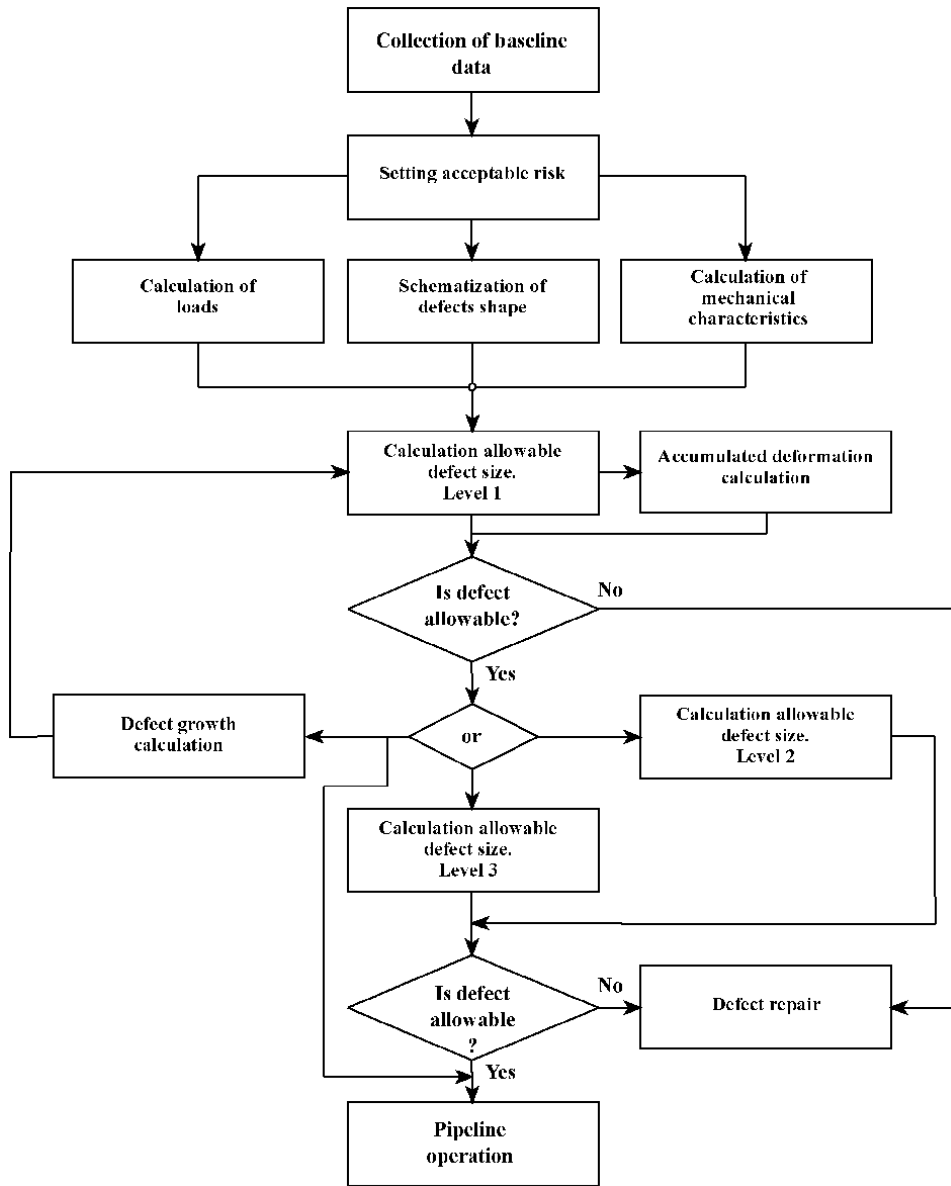 Collection of baseline
data
Setting acceptable risk
Calculation of
loads
Schematization of
defects shape
Calculation of
mechanical
characteristics
Calculation allowable
defect size.
Level 1
Accumulated deformation
calculation
Is defect
allowable?
No
Yes
Defect growth
calculation
or
Calculation allowable
defect size.
Level 2
Calculation allowable
defect size.
Level 3
Is defect
allowable
?
No
Defect repair
Yes
Pipeline
operation